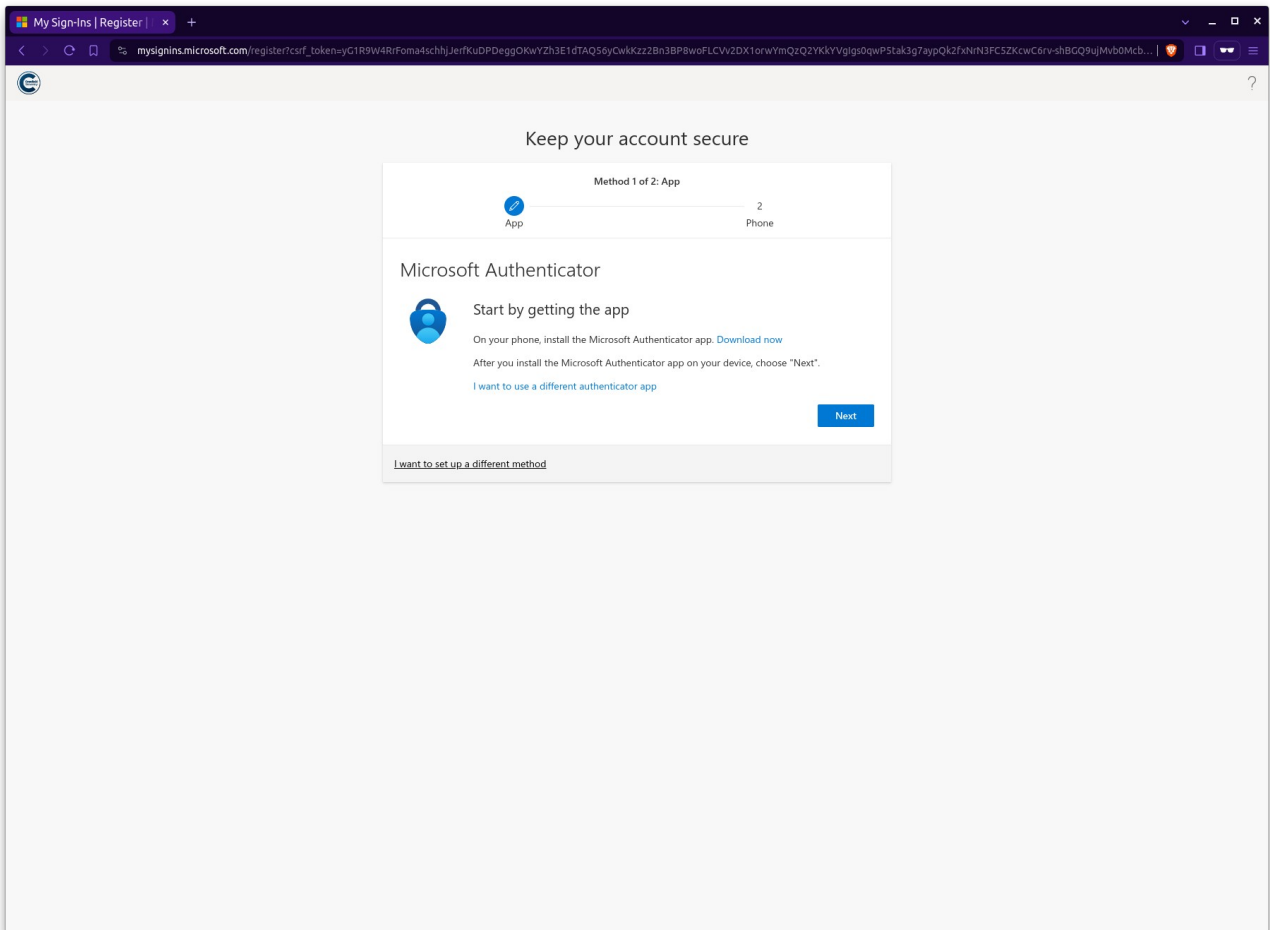 My Sign-Ins | Register |
mysignins.microsoft.com/register?csrf_token=yG1R9W4RrFoma4schhjJerfKuDPDeggOKwYZh3E1dTAQS6yCwkKzz2Bn3BP8woFLCVv2DX1orwYmQzQ2YKkYVgIgs0qwP5tak3g7aypQk2fxNrN3FC5ZKcwC6rv-shBGQ9ujMvb0Mcb...
?
Keep your account secure
Method 1 of 2: App
2
App Phone
Microsoft Authenticator
Start by getting the app
On your phone, install the Microsoft Authenticator app. Download now
After you install the Microsoft Authenticator app on your device, choose "Next".
I want to use a different authenticator app
Next
I want to set up a different method